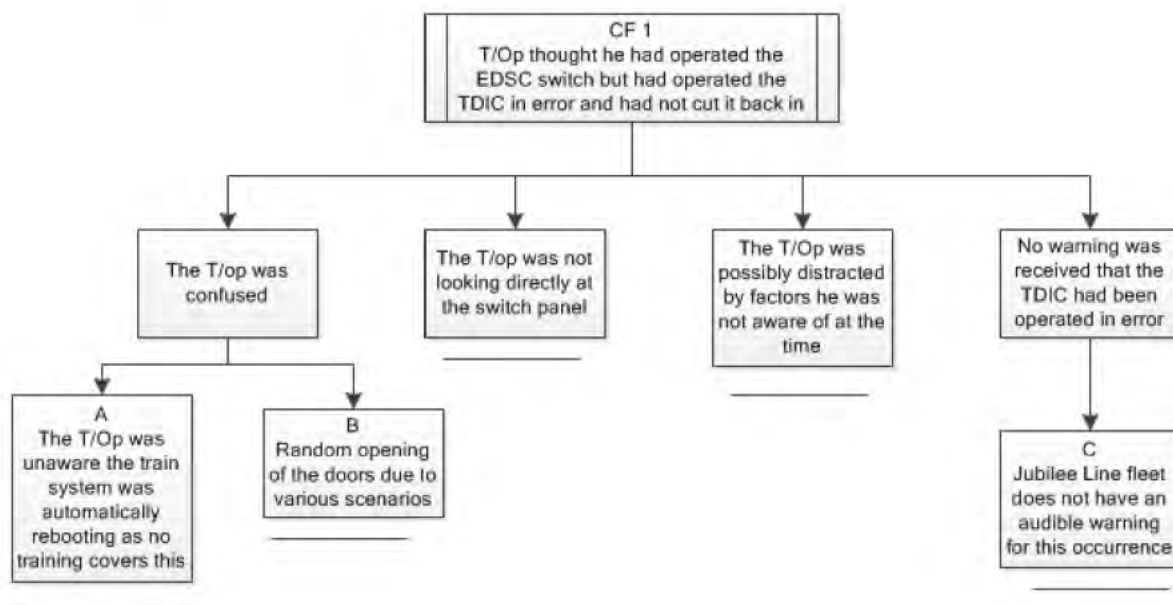 CF 1
T/Op thought he had operated the
EDSC switch but had operated the
TDIC in error and had not cut it back in
The T/op was
confused
The T/op was not
looking directly at
the switch panel
The T/Op was
possibly distracted
by factors he was
not aware of at the
time
No warning was
received that the
TDIC had been
operated in error
A
The T/Op was
unaware the train
system was
automatically
rebooting as no
training covers this
B
Random opening
of the doors due to
various scenarios
C
Jubilee Line fleet
does not have an
audible warning
for this occurrence